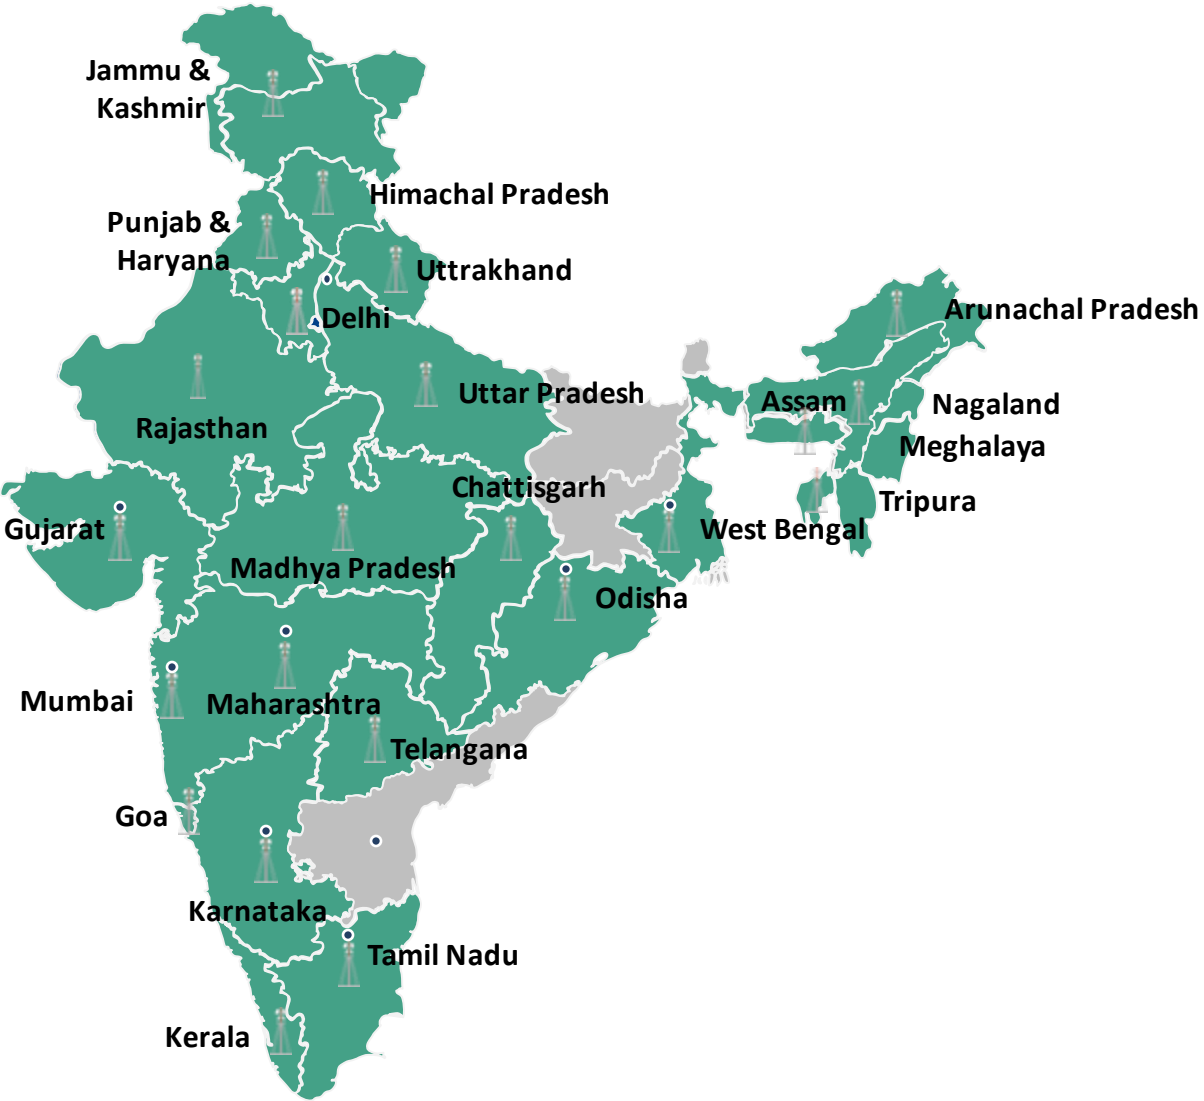 Jammu &
Kashmir
Himachal Pradesh
Punjab &
Haryana
Uttrakhand
Delhi
Arunachal Pradesh
Uttar Pradesh
Assam
Nagaland
Rajasthan
Meghalaya
Chattisgarh
Tripura
Gujarat
West Bengal
Madhya Pradesh
Odisha
Mumbai
Maharashtra
Telangana
Goa
Karnataka
Tamil Nadu
Kerala